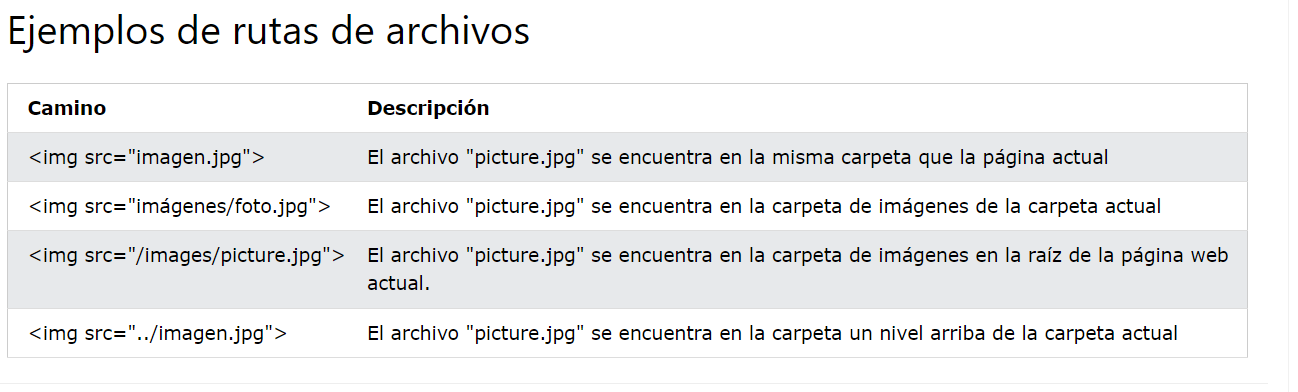 Ejemplos de rutas de archivos
Camino Descripción
<img src="imagen.jpg"> El archivo "picture.jpg" se encuentra en la misma carpeta que la página actual
<img src="imágenes/foto.jpg"> El archivo "picture.jpg" se encuentra en la carpeta de imágenes de la carpeta actual
<img src="/images/picture.jpg"> El archivo "picture.jpg" se encuentra en la carpeta de imágenes en la raíz de la página web
actual.
<img src="../imagen.jpg"> El archivo "picture.jpg" se encuentra en la carpeta un nivel arriba de la carpeta actual